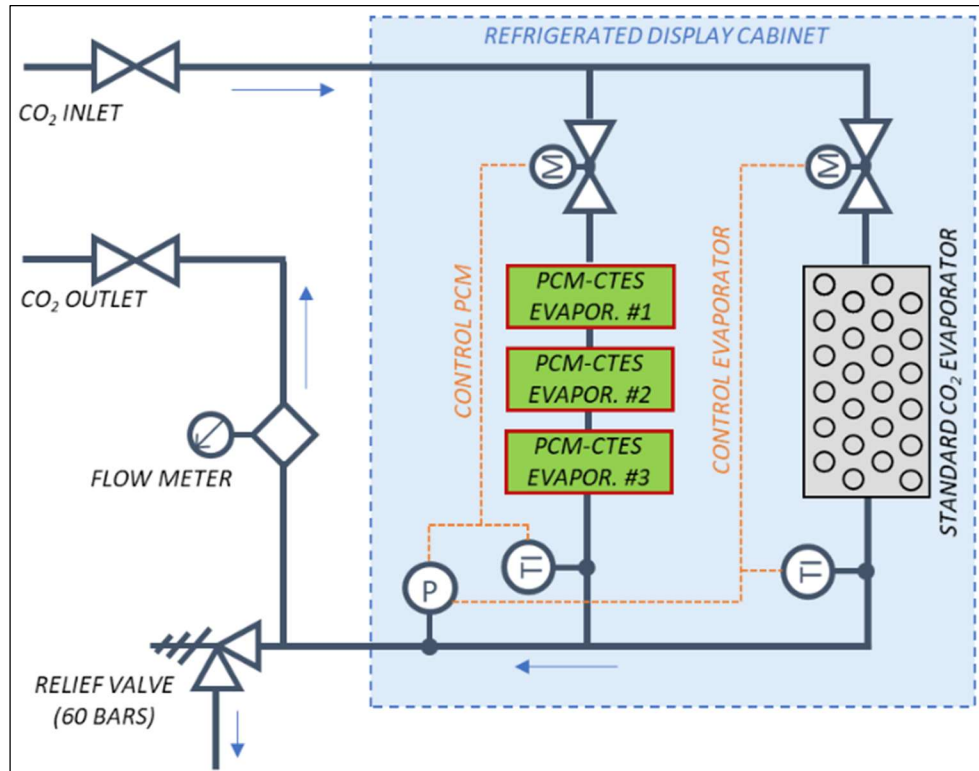 REFRIGERATED DISPLAY CABINET
CO₂ INLET
M
M
CO₂ OUTLET
CONTROL PCM
CONTROL EVAPORATOR
PCM-CTES
EVAPOR. #1
PCM-CTES
EVAPOR. #2
PCM-CTES
EVAPOR. #3
STANDARD CO₂ EVAPORATOR
FLOW METER
TI
TI
P
RELIEF VALVE
(60 BARS)